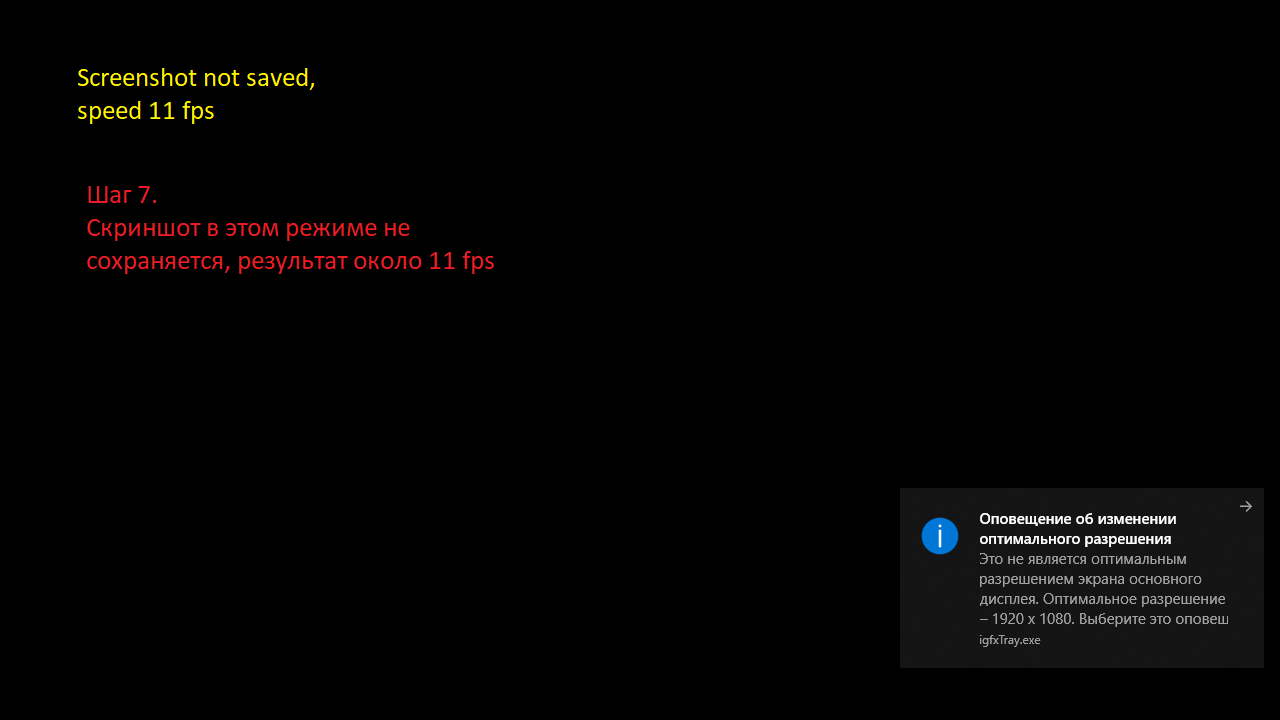 Screenshot not saved,
speed 11 fps
Шаг 7.
Скриншот в этом режиме не
сохраняется, результат около 11 fps
Оповещение об изменении
оптимального разрешения
Это не является оптимальным
разрешением экрана основного
дисплея. Оптимальное разрешение
– 1920 x 1080. Выберите это оповещ
igfxTray.exe